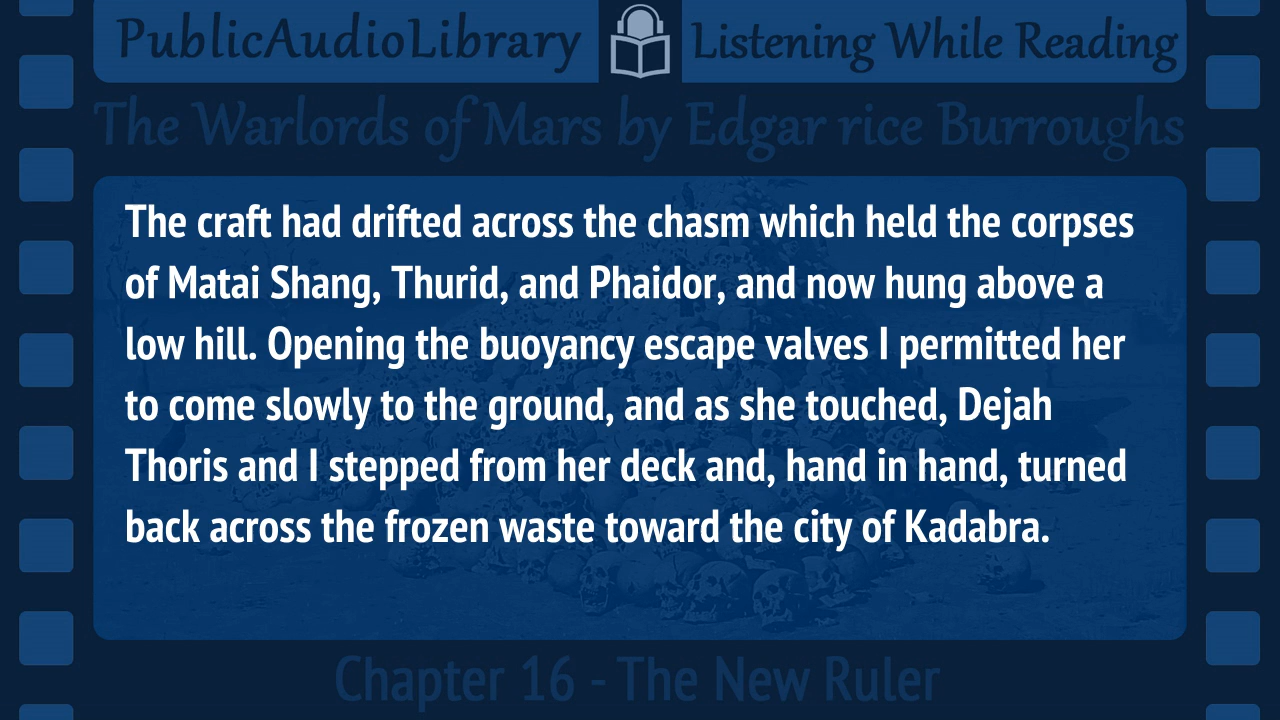 PublicAudioLibrary Listening While Reading
The Warlords of Mars by Edgar rice Burroughs
The craft had drifted across the chasm which held the corpses
of Matai Shang, Thurid, and Phaidor, and now hung above a
low hill. Opening the buoyancy escape valves I permitted her
to come slowly to the ground, and as she touched, Dejah
Thoris and I stepped from her deck and, hand in hand, turned
back across the frozen waste toward the city of Kadabra.
Chapter 16 - The New Ruler